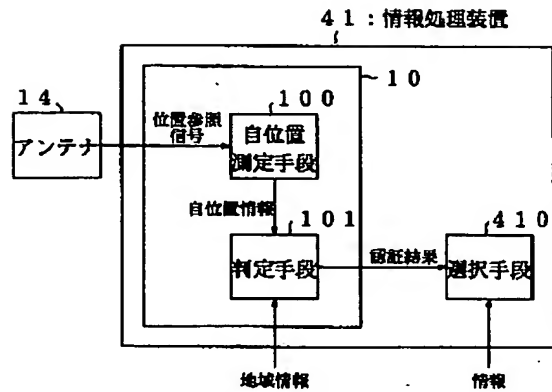 41:情報処理装置
10
14
アンテナ
位置参照
信号
100
自位置
測定手段
自位置情報
101
判定手段
認証結果
410
選択手段
地域情報
情報